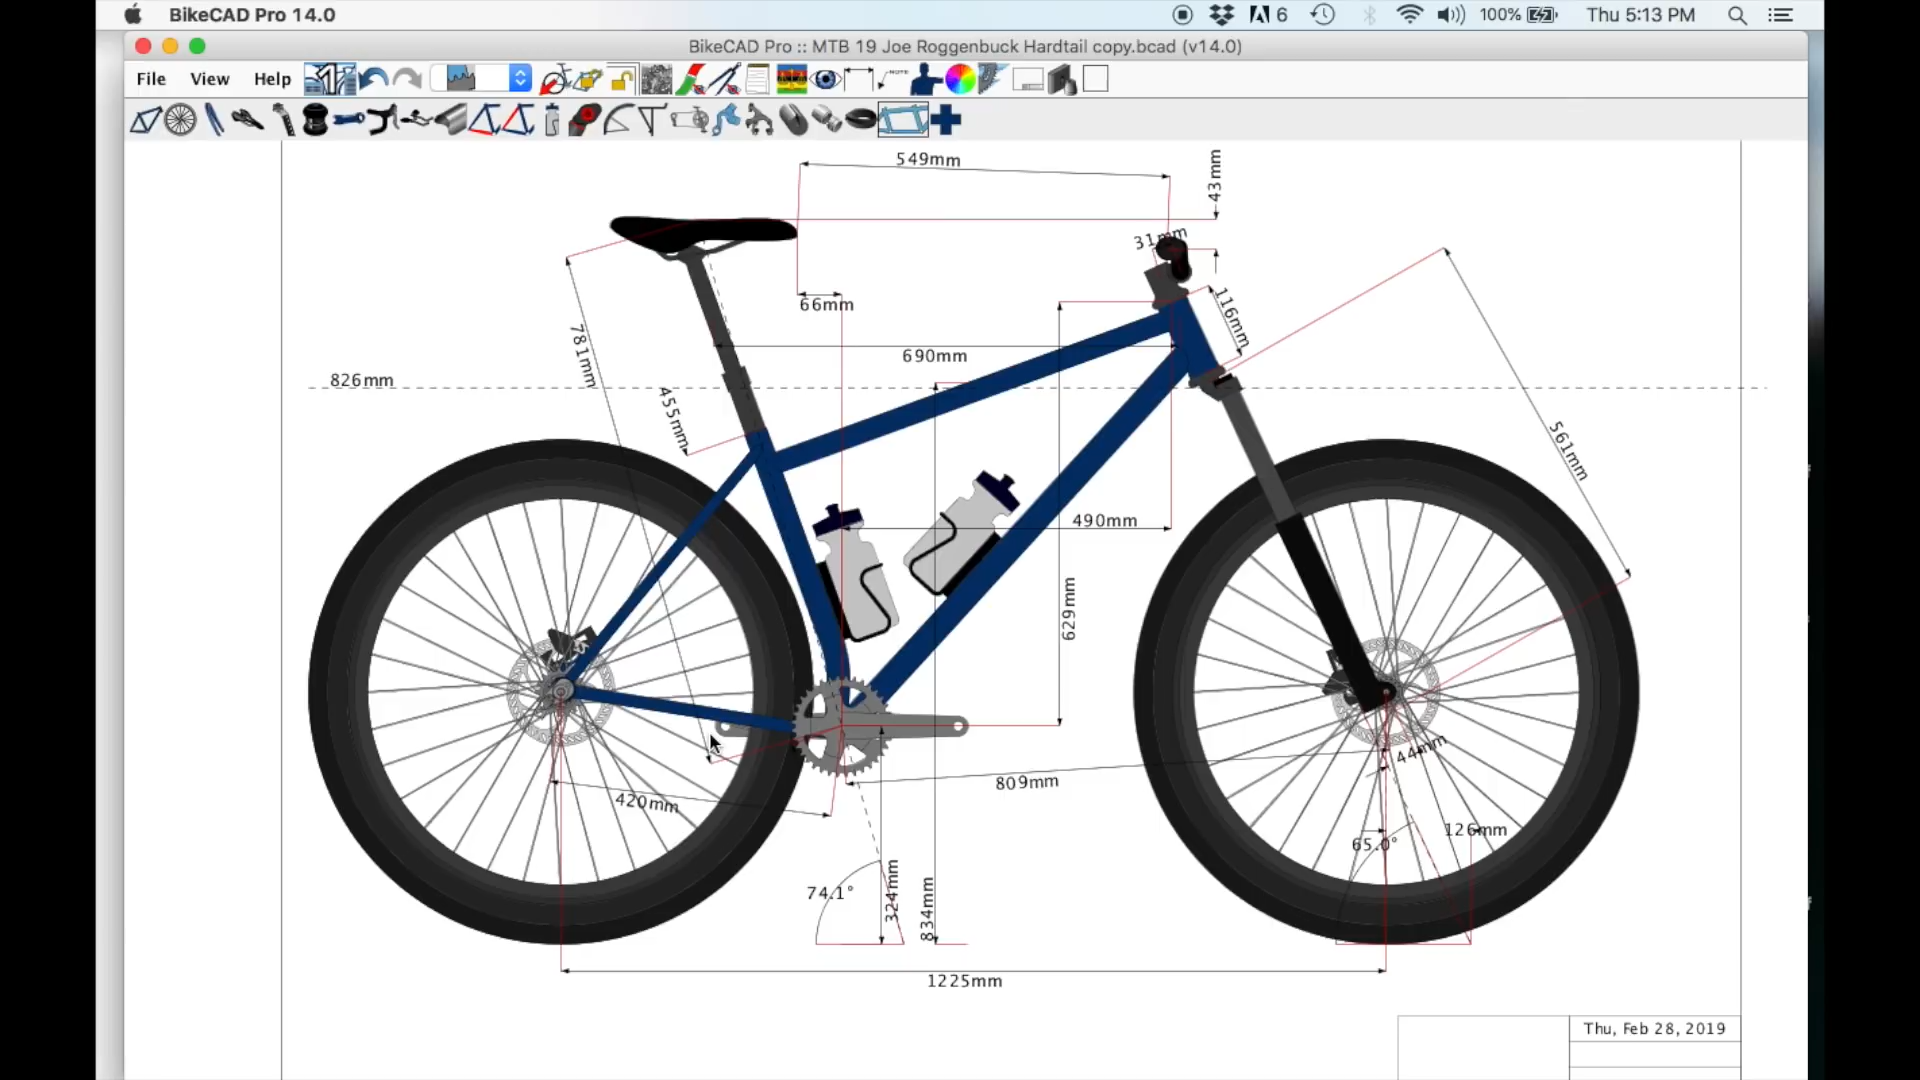 BikeCAD Pro 14.0
6
100%
Thu 5:13 PM
BikeCAD Pro :: MTB 19 Joe Roggenbuck Hardtail copy.bcad (v14.0)
File View Help
549mm
43mm
31mm
66mm
116mm
781mm
690mm
826mm
455mm
561mm
490mm
629mm
44mm
809mm
420mm
126mm
65.0°
74.1°
324mm
834mm
1225mm
Thu, Feb 28, 2019